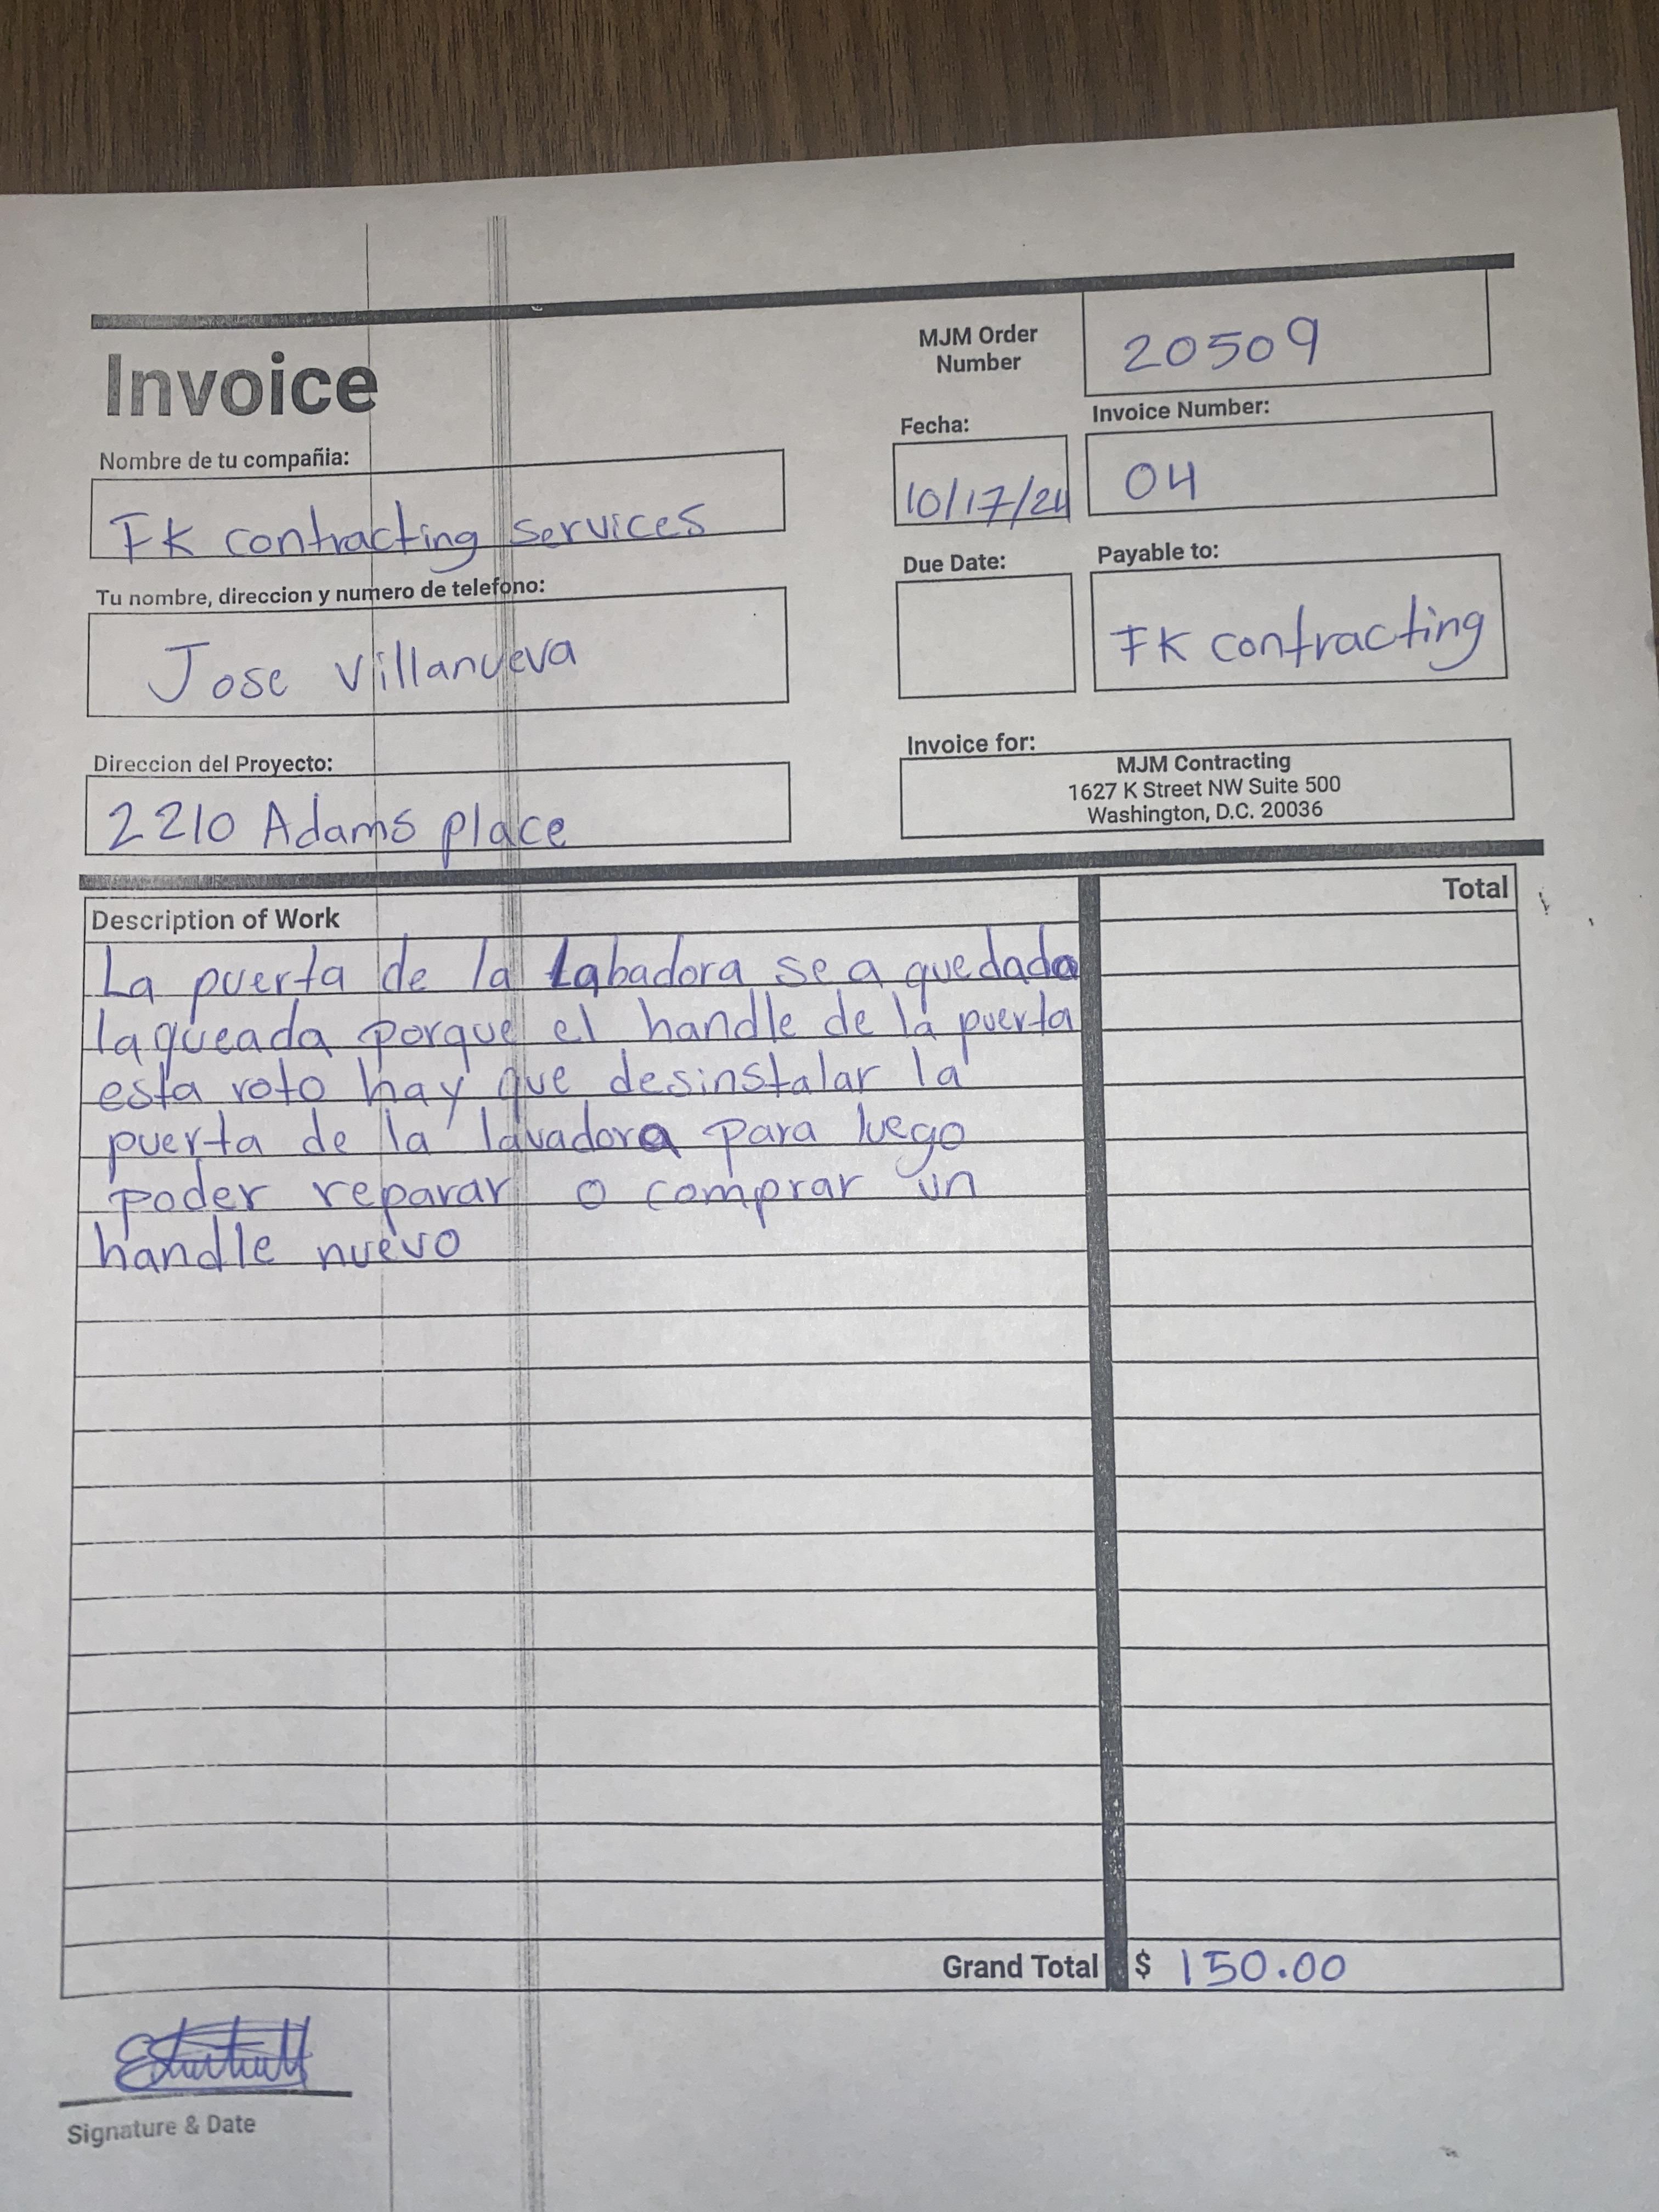 Invoice
MJM Order
Number
20509
Fecha:
10/17/24
Invoice Number:
04
Nombre de tu compañia:
FK contracting services
Due Date:
Payable to:
FK contracting
Tu nombre, direccion y numero de telefono:
Jose Villanueva
Direccion del Proyecto:
2210 Adams place
Invoice for:
MJM Contracting
1627 K Street NW Suite 500
Washington, D.C. 20036
Description of Work
Total
La puerta de la Labadora se a quedada
laqueada porque el handle de la puerta
esta roto hay que desinstalar la
puerta de la lavadora para luego
poder reparar o comprar un
handle nuevo
Grand Total $ 150.00
Signature & Date